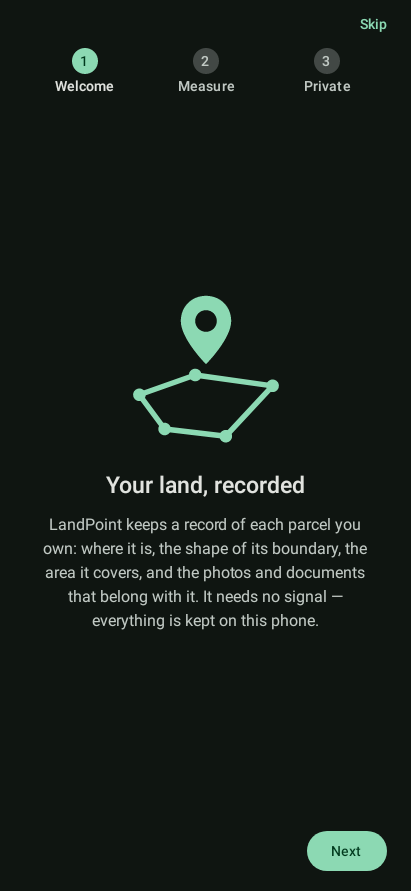 Skip
1
2
3
Welcome
Measure
Private
Your land, recorded
LandPoint keeps a record of each parcel you
own: where it is, the shape of its boundary, the
area it covers, and the photos and documents
that belong with it. It needs no signal —
everything is kept on this phone.
Next